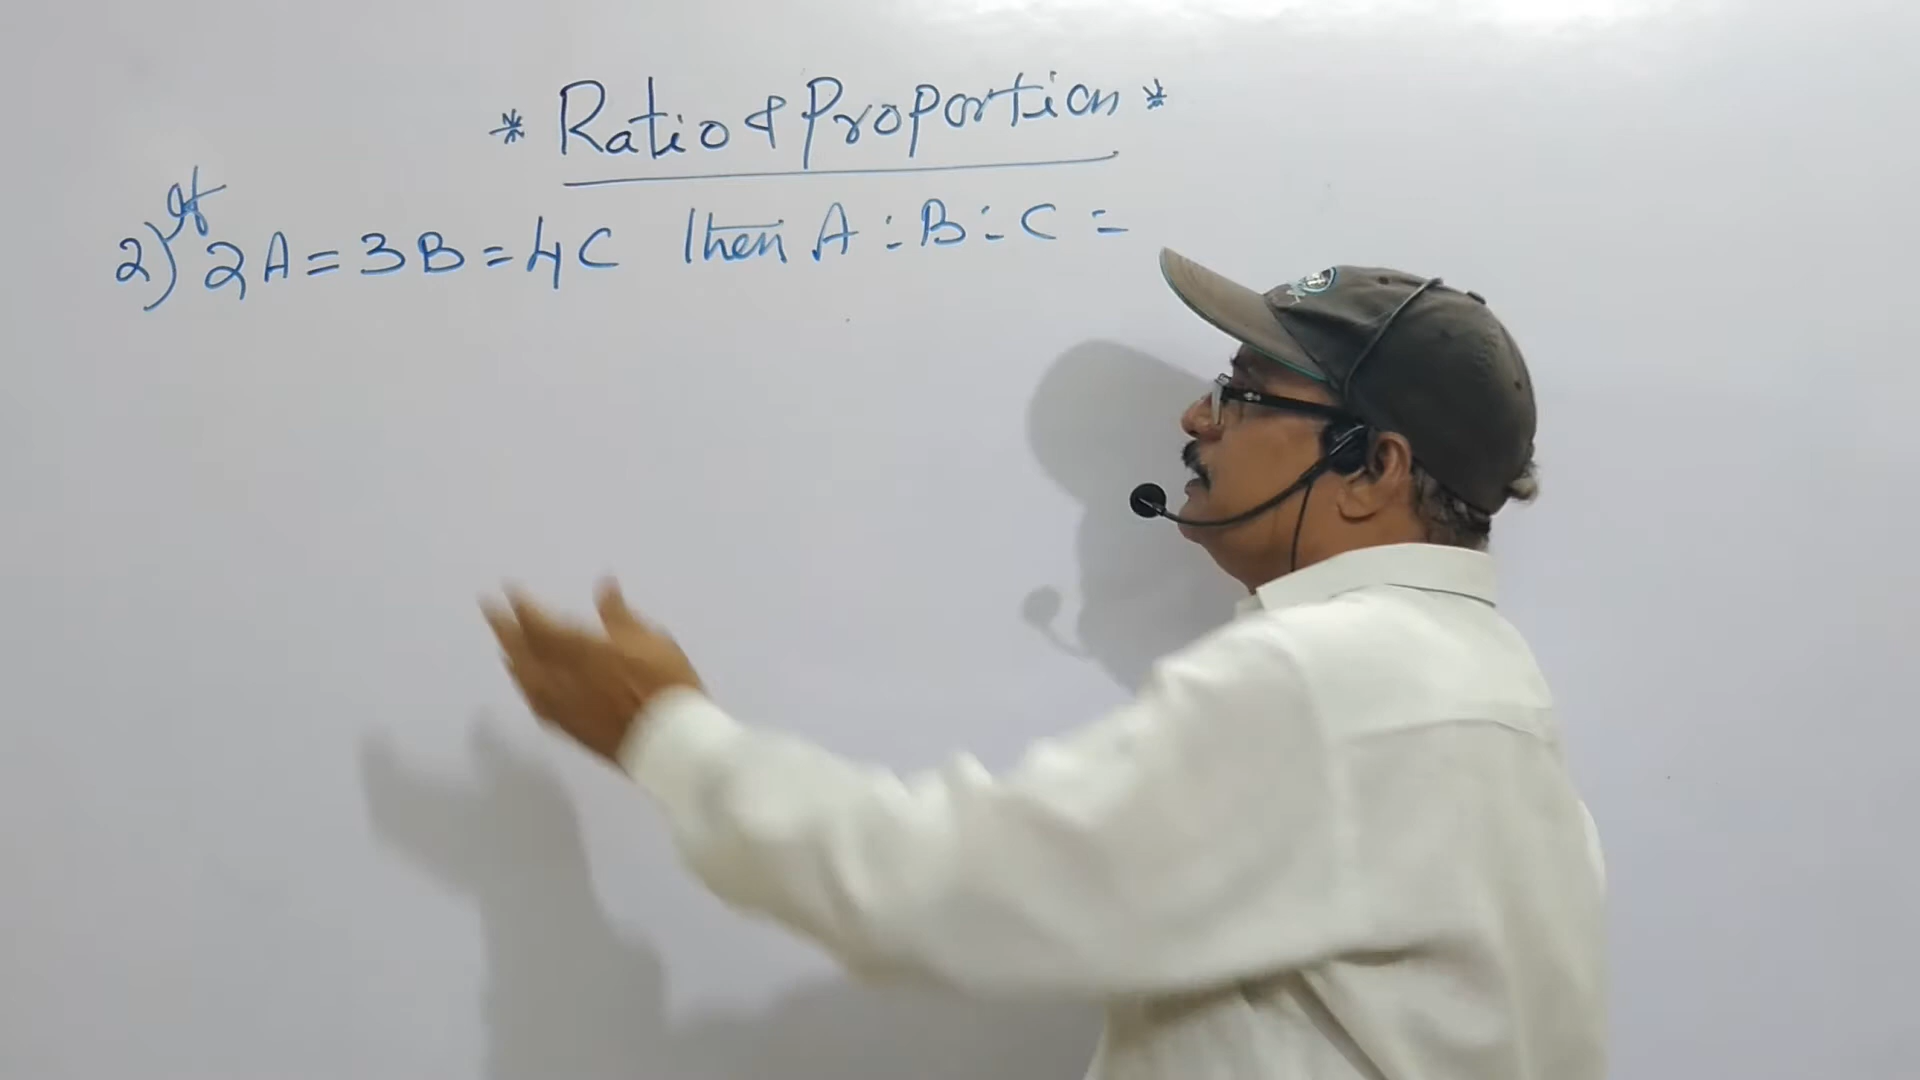 * Ratio & Proportion *
2) If 2A = 3B = 4C Then A : B : C =